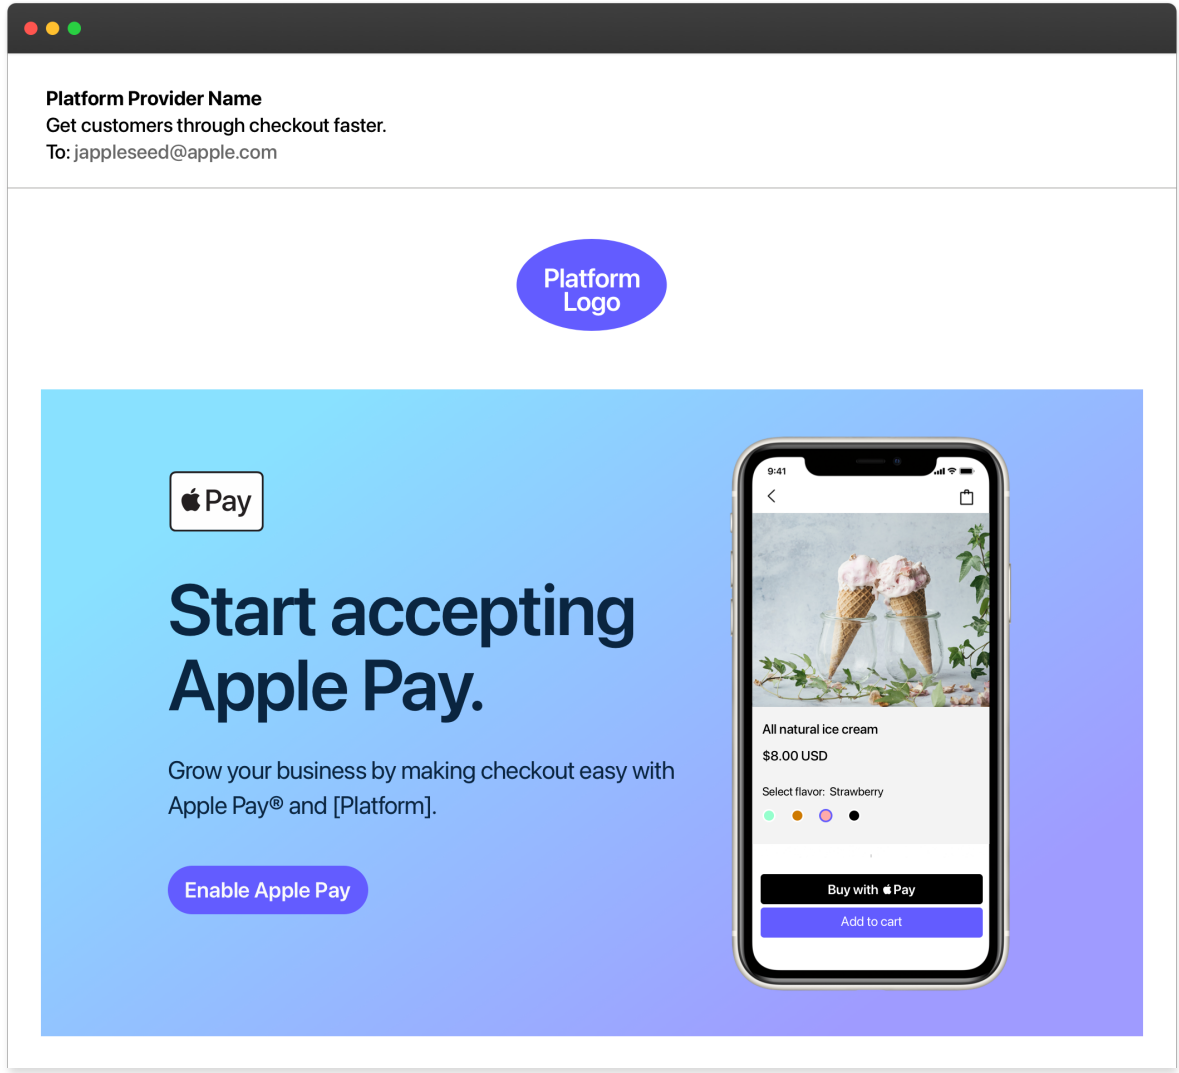 Platform Provider Name
Get customers through checkout faster.
To: jappleseed@apple.com
Platform
Logo
Pay
Start accepting
Apple Pay.
Grow your business by making checkout easy with
Apple Pay® and [Platform].
Enable Apple Pay
9:41
All natural ice cream
$8.00 USD
Select flavor: Strawberry
Buy with Pay
Add to cart